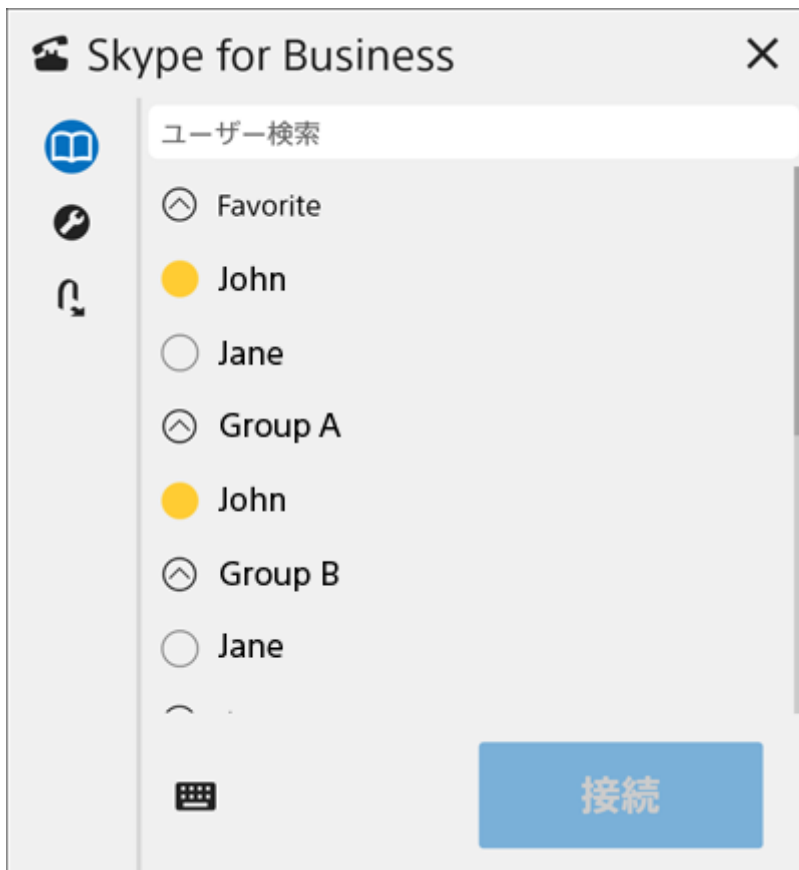 Skype for Business
ユーザー検索
Favorite
John
Jane
Group A
John
Group B
Jane
接続